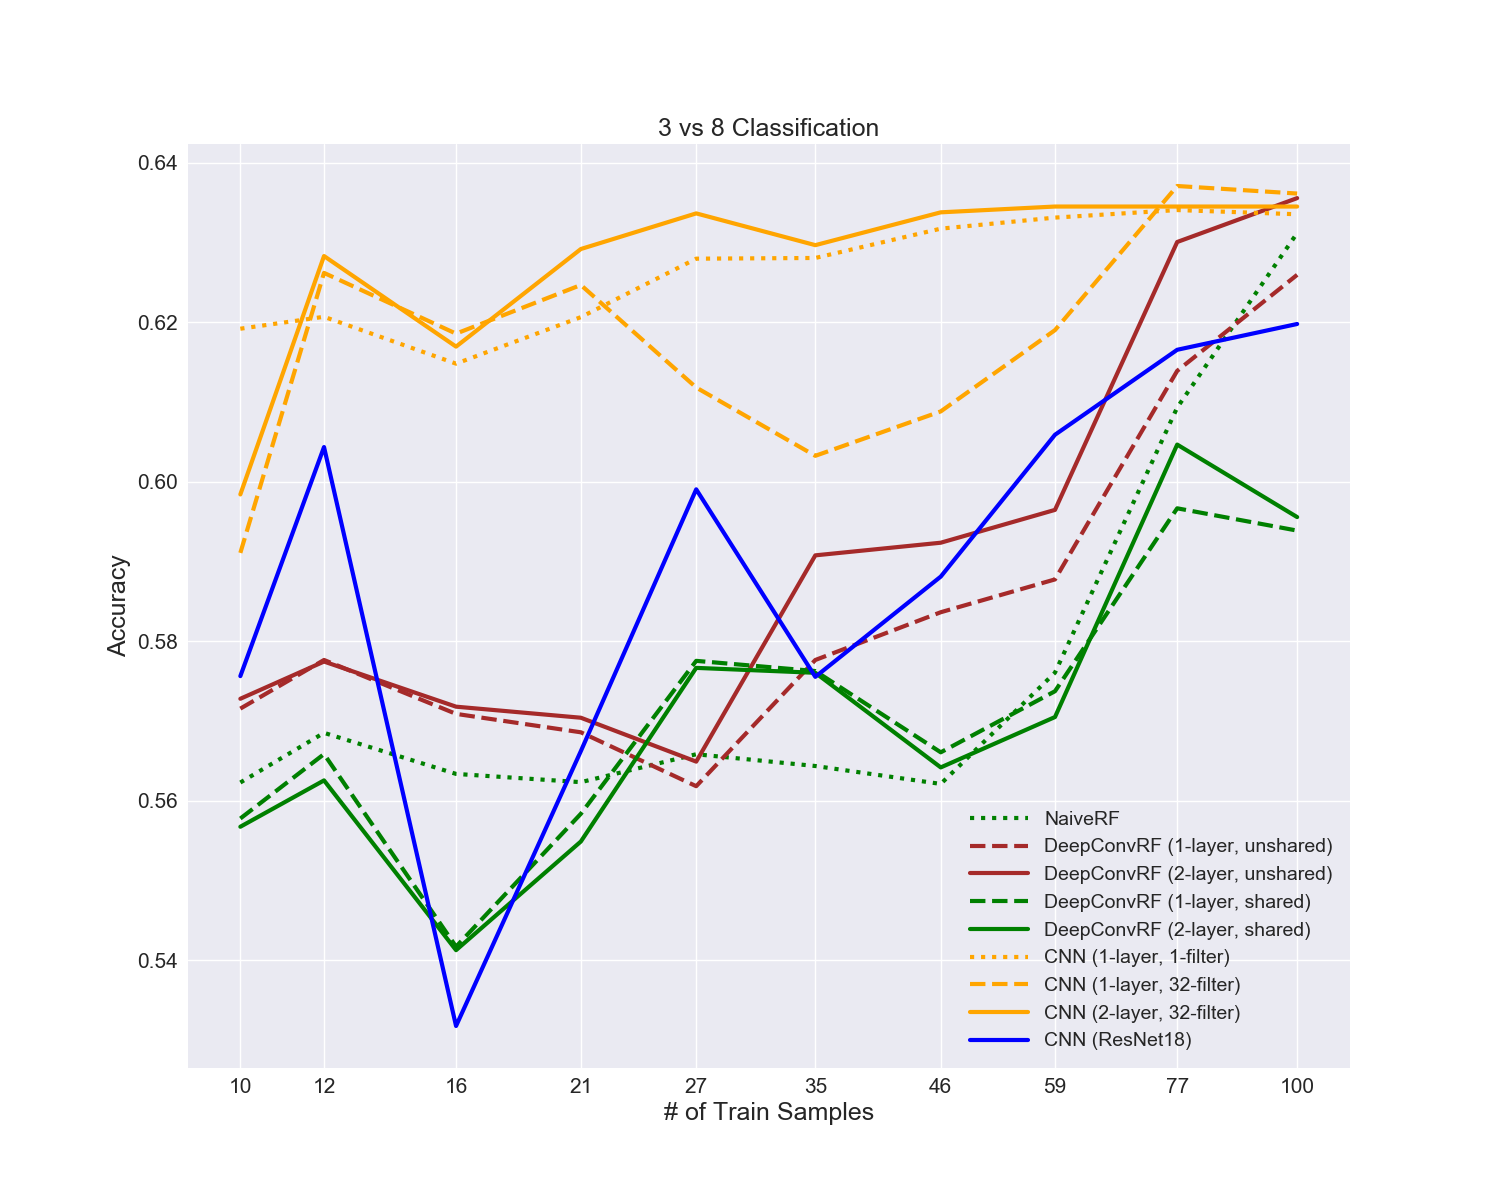 3 vs 8 Classification
0.64
0.62
0.60
0.58
0.56
0.54
Accuracy
NaiveRF
DeepConvRF (1-layer, unshared)
DeepConvRF (2-layer, unshared)
DeepConvRF (1-layer, shared)
DeepConvRF (2-layer, shared)
CNN (1-layer, 1-filter)
CNN (1-layer, 32-filter)
CNN (2-layer, 32-filter)
CNN (ResNet18)
10 12 16 21 27 35 46 59 77 100
# of Train Samples